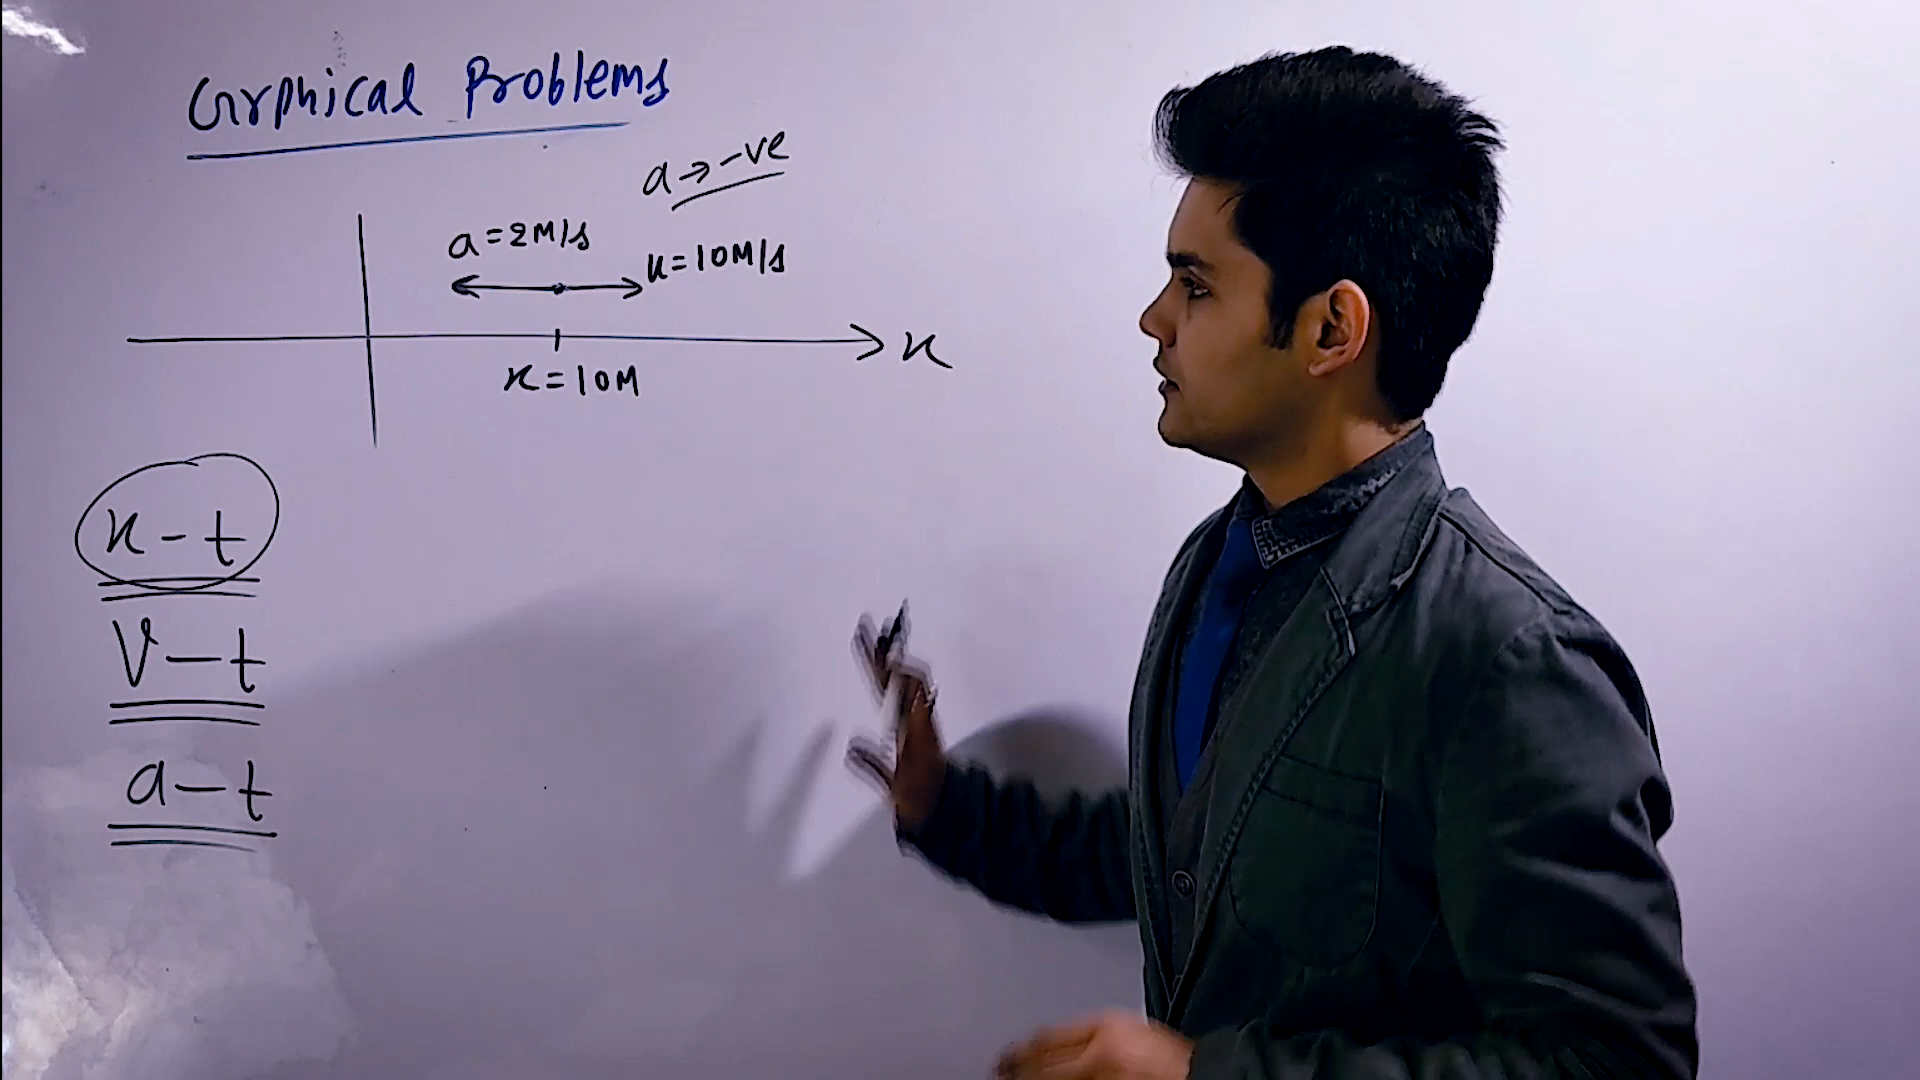 Grphical Problems
a → -ve
a = 2M/s
u = 10M/s
x
x = 10M
x - t
V - t
a - t